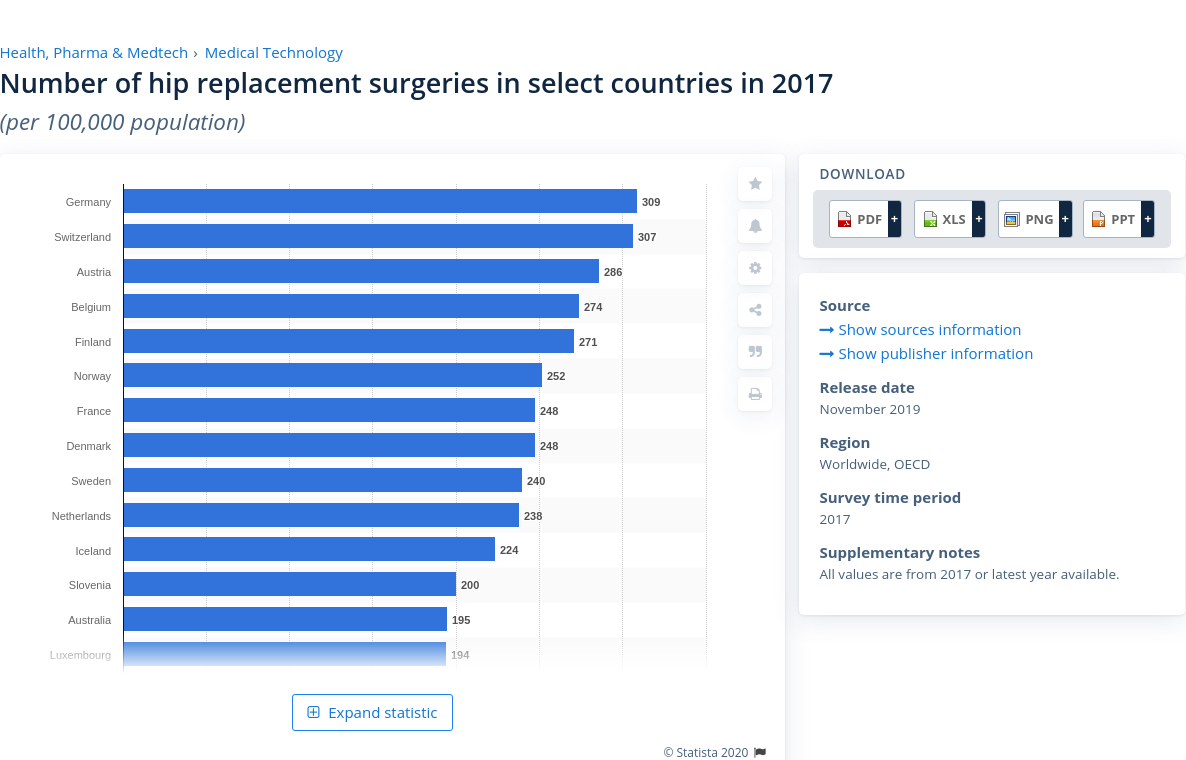 Health, Pharma & Medtech › Medical Technology
Number of hip replacement surgeries in select countries in 2017
(per 100,000 population)
Germany 309
Switzerland 307
Austria 286
Belgium 274
Finland 271
Norway 252
France 248
Denmark 248
Sweden 240
Netherlands 238
Iceland 224
Slovenia 200
Australia 195
Luxembourg 194
Expand statistic
© Statista 2020
DOWNLOAD
PDF + XLS + PNG + PPT +
Source
Show sources information
Show publisher information
Release date
November 2019
Region
Worldwide, OECD
Survey time period
2017
Supplementary notes
All values are from 2017 or latest year available.